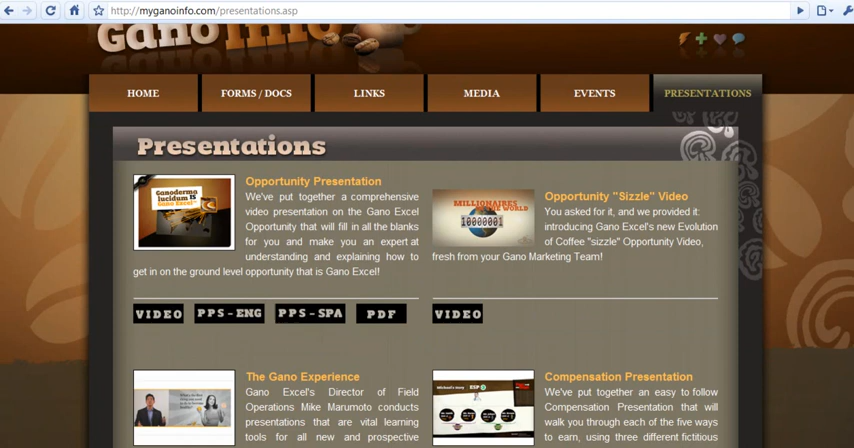 http://myganoinfo.com/presentations.asp
GanoInfo
HOME
FORMS / DOCS
LINKS
MEDIA
EVENTS
PRESENTATIONS
Presentations
Ganoderma
lucidum IS
Gano Excel
Opportunity Presentation
We've put together a comprehensive
video presentation on the Gano Excel
Opportunity that will fill in all the blanks
for you and make you an expert at
understanding and explaining how to
get in on the ground level opportunity that is Gano Excel!
VIDEO
PPS - ENG
PPS - SPA
PDF
MILLIONAIRES
THE WORLD
10000001
Opportunity "Sizzle" Video
You asked for it, and we provided it:
introducing Gano Excel's new Evolution
of Coffee "sizzle" Opportunity Video,
fresh from your Gano Marketing Team!
VIDEO
The Gano Experience
Gano Excel's Director of Field
Operations Mike Marumoto conducts
presentations that are vital learning
tools for all new and prospective
ESP
Compensation Presentation
We've put together an easy to follow
Compensation Presentation that will
walk you through each of the five ways
to earn, using three different fictitious